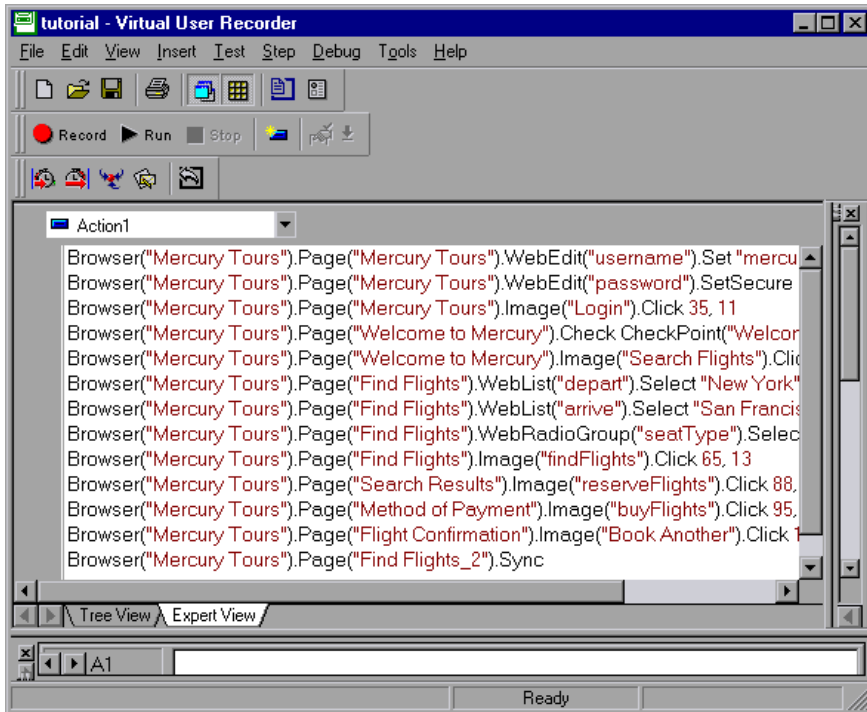 tutorial - Virtual User Recorder
File Edit View Insert Test Step Debug Tools Help
Record Run Stop
Action1
Browser("Mercury Tours").Page("Mercury Tours").WebEdit("username").Set "mercu
Browser("Mercury Tours").Page("Mercury Tours").WebEdit("password").SetSecure
Browser("Mercury Tours").Page("Mercury Tours").Image("Login").Click 35, 11
Browser("Mercury Tours").Page("Welcome to Mercury").Check CheckPoint("Welcor
Browser("Mercury Tours").Page("Welcome to Mercury").Image("Search Flights").Clic
Browser("Mercury Tours").Page("Find Flights").WebList("depart").Select "New York"
Browser("Mercury Tours").Page("Find Flights").WebList("arrive").Select "San Francis
Browser("Mercury Tours").Page("Find Flights").WebRadioGroup("seatType").Selec
Browser("Mercury Tours").Page("Find Flights").Image("findFlights").Click 65, 13
Browser("Mercury Tours").Page("Search Results").Image("reserveFlights").Click 88,
Browser("Mercury Tours").Page("Method of Payment").Image("buyFlights").Click 95,
Browser("Mercury Tours").Page("Flight Confirmation").Image("Book Another").Click 1
Browser("Mercury Tours").Page("Find Flights_2").Sync
Tree View Expert View
A1
Ready